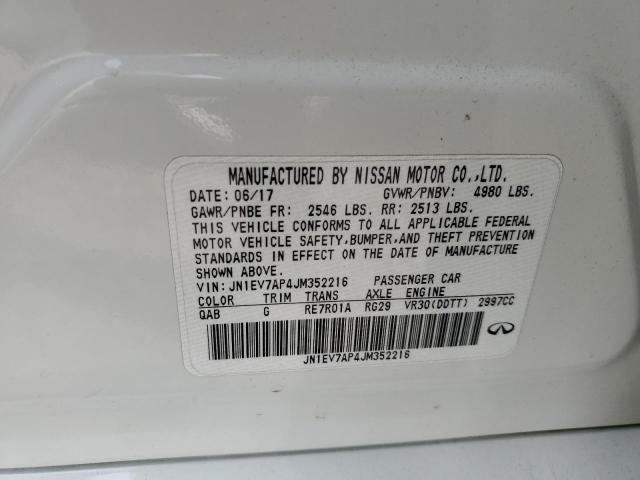 MANUFACTURED BY NISSAN MOTOR CO.,LTD.
DATE: 06/17 GVWR/PNBV: 4980 LBS.
GAWR/PNBE FR: 2546 LBS. RR: 2513 LBS.
THIS VEHICLE CONFORMS TO ALL APPLICABLE FEDERAL
MOTOR VEHICLE SAFETY,BUMPER,AND THEFT PREVENTION
STANDARDS IN EFFECT ON THE DATE OF MANUFACTURE
SHOWN ABOVE.
VIN: JN1EV7AP4JM352216 PASSENGER CAR
COLOR TRIM TRANS AXLE ENGINE
QAB G RE7R01A RG29 VR30(DDTT) 2997CC
JN1EV7AP4JM352216